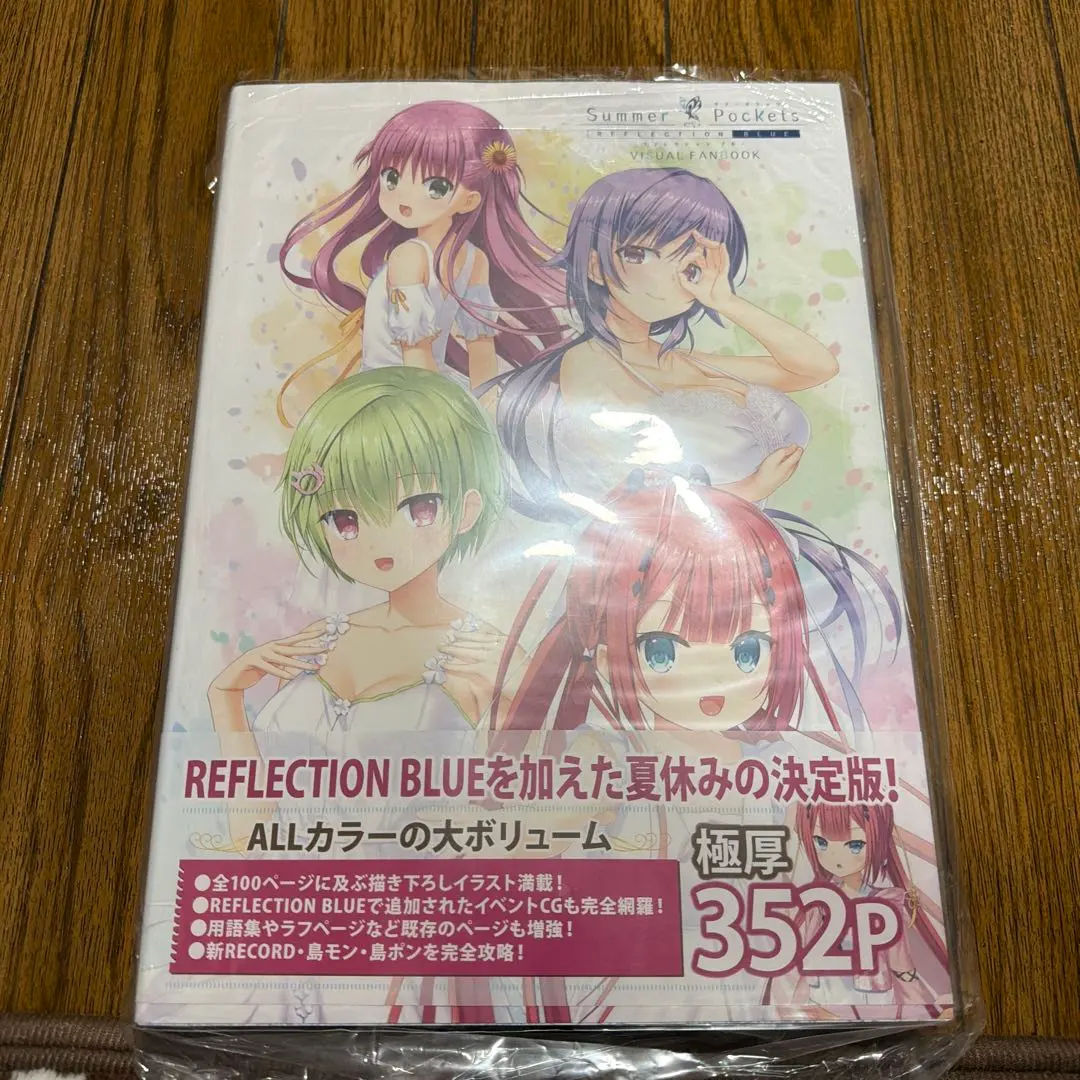 Summer Pockets
REFLECTION BLUE
VISUAL FANBOOK
REFLECTION BLUEを加えた夏休みの決定版!
ALLカラーの大ボリューム
●全100ページに及ぶ描き下ろしイラスト満載!
●REFLECTION BLUEで追加されたイベントCGも完全網羅!
●用語集やラフページなど既存のページも増強!
●新RECORD・島モン・島ポンを完全攻略!
極厚
352P